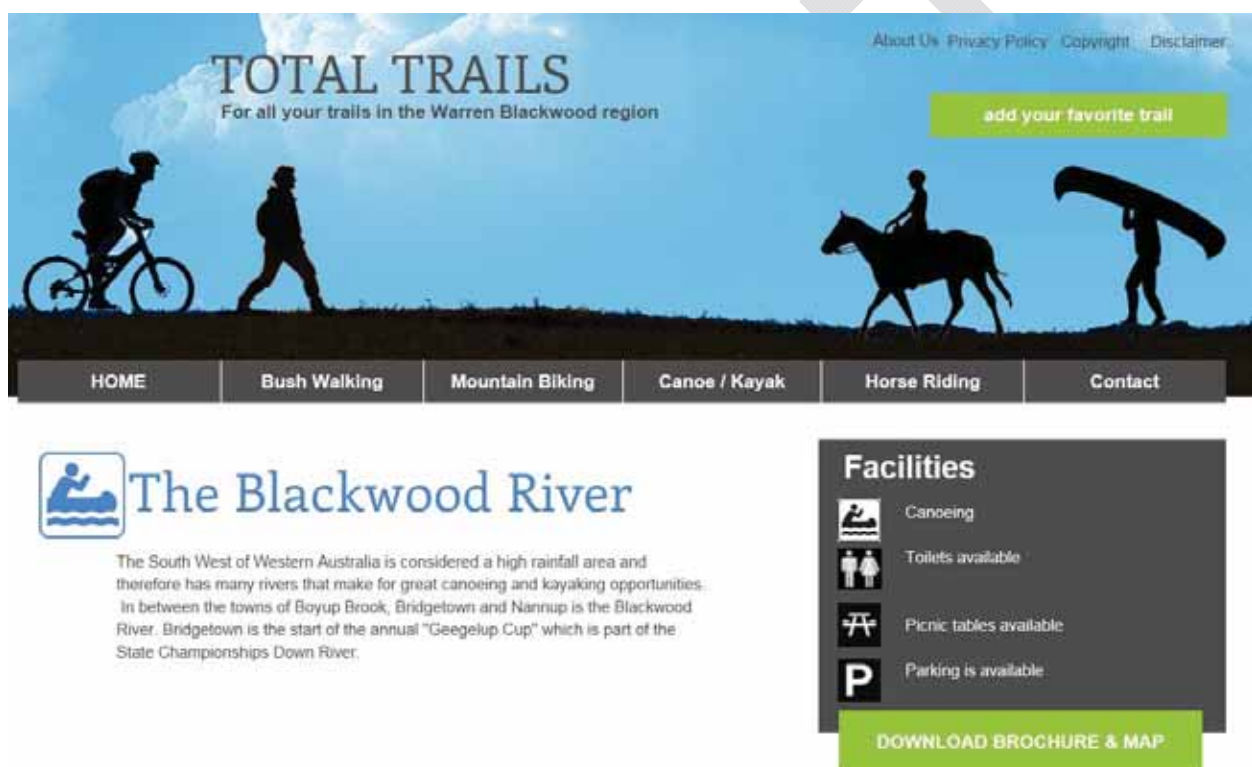 About Us Privacy Policy Copyright Disclaimer
TOTAL TRAILS
For all your trails in the Warren Blackwood region
add your favorite trail
HOME Bush Walking Mountain Biking Canoe / Kayak Horse Riding Contact
The Blackwood River
The South West of Western Australia is considered a high rainfall area and
therefore has many rivers that make for great canoeing and kayaking opportunities.
In between the towns of Boyup Brook, Bridgetown and Nannup is the Blackwood
River. Bridgetown is the start of the annual "Geegelup Cup" which is part of the
State Championships Down River.
Facilities
Canoeing
Toilets available
Picnic tables available
P Parking is available
DOWNLOAD BROCHURE & MAP